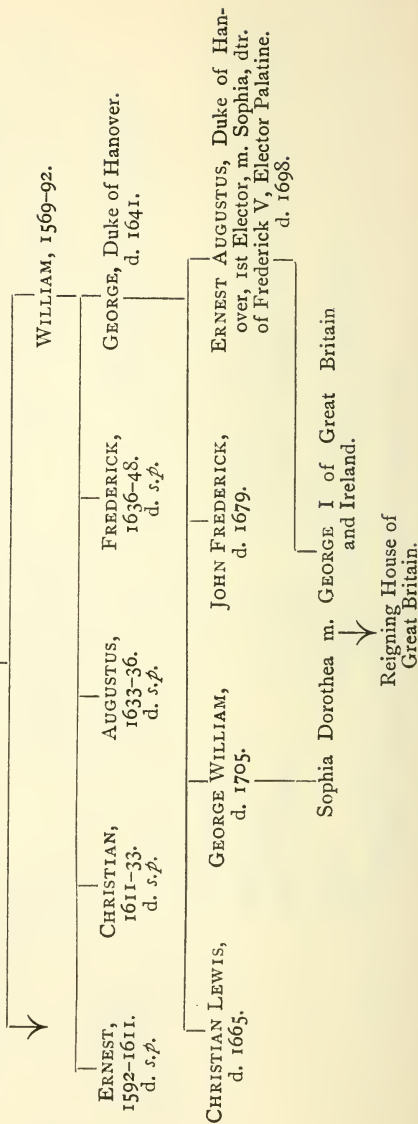 WILLIAM, 1569–92.
ERNEST,
1592–1611.
d. s.p.
CHRISTIAN,
1611–33.
d. s.p.
AUGUSTUS,
1633–36.
d. s.p.
FREDERICK,
1636–48.
d. s.p.
GEORGE, Duke of Hanover.
d. 1641.
CHRISTIAN LEWIS,
d. 1665.
GEORGE WILLIAM,
d. 1705.
JOHN FREDERICK,
d. 1679.
ERNEST AUGUSTUS, Duke of Han-
over, 1st Elector, m. Sophia, dtr.
of Frederick V, Elector Palatine.
d. 1698.
Sophia Dorothea m. GEORGE I of Great Britain
and Ireland.
Reigning House of
Great Britain.